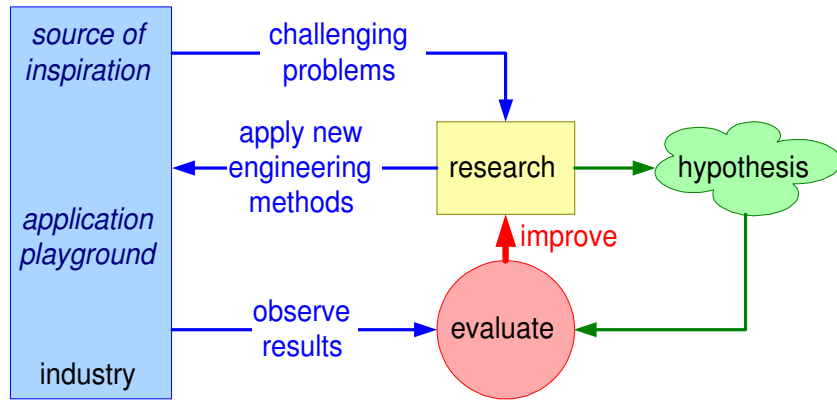 source of
inspiration
challenging
problems
apply new
engineering
methods
research
hypothesis
application
playground
improve
observe
results
evaluate
industry